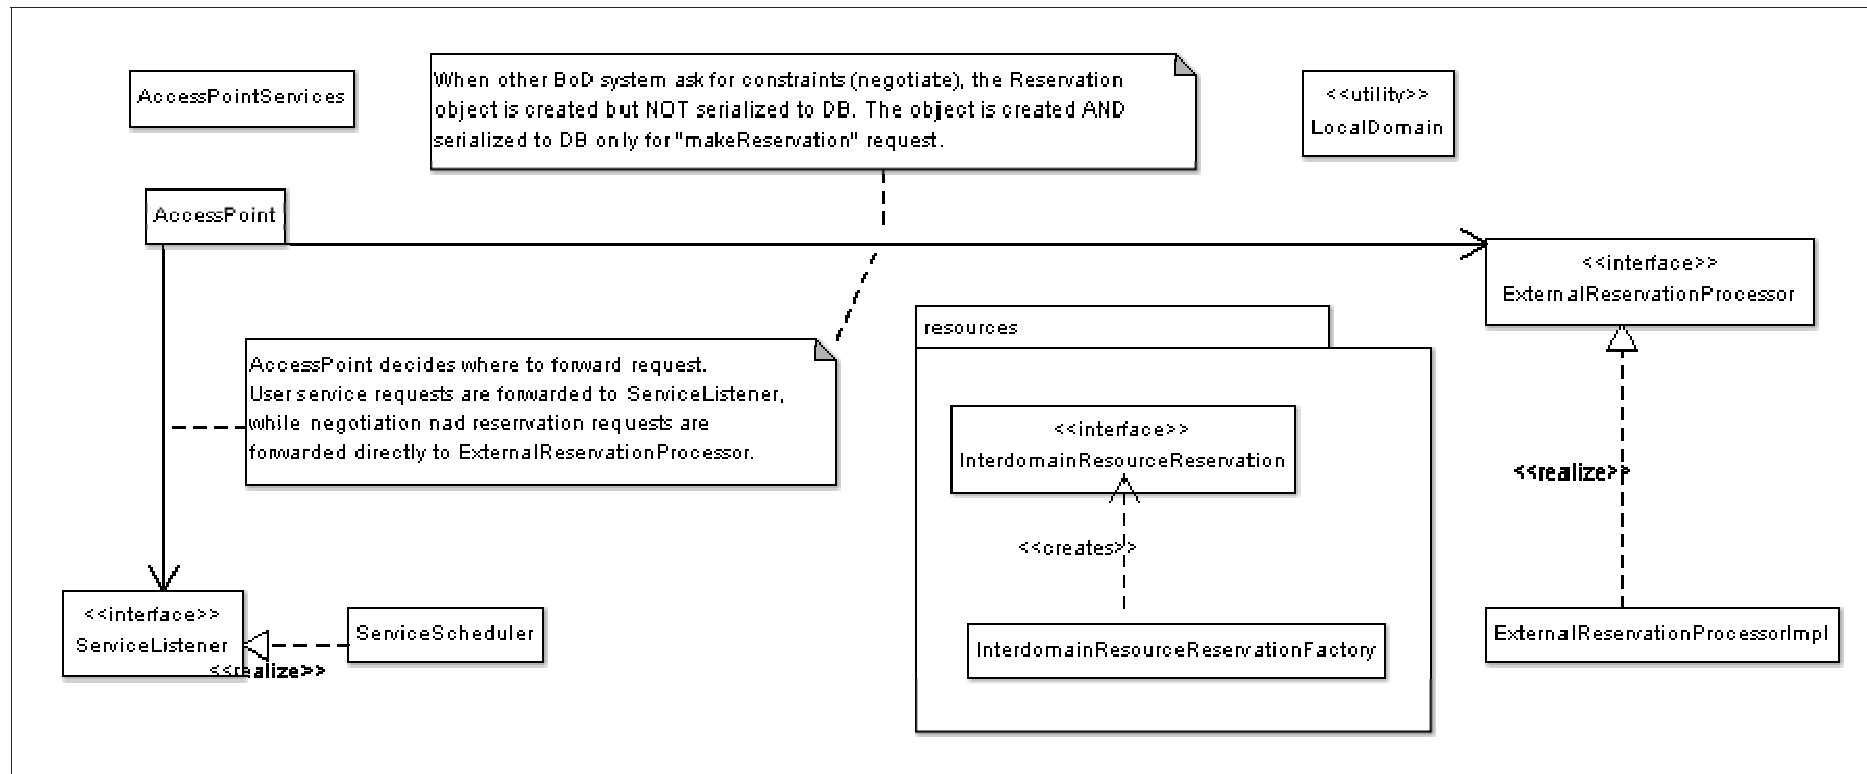 AccessPointServices
When other BoD system ask for constraints (negotiate), the Reservation
object is created but NOT serialized to DB. The object is created AND
serialized to DB only for "makeReservation" request.
<<utility>>
LocalDomain
AccessPoint
<<interface>>
ExternalReservationProcessor
resources
AccessPoint decides where to forward request.
User service requests are forwarded to ServiceListener,
while negotiation nad reserrvation requests are
forwarded directly to ExternalReservationProcessor.
<<interface>>
InterdomainResourceReservation
<<realize>>
<<creates>>
<<interface>>
ServiceListener
<<realize>>
ServiceScheduler
InterdomainResourceReservationFactory
ExternalReservationProcessorImpl